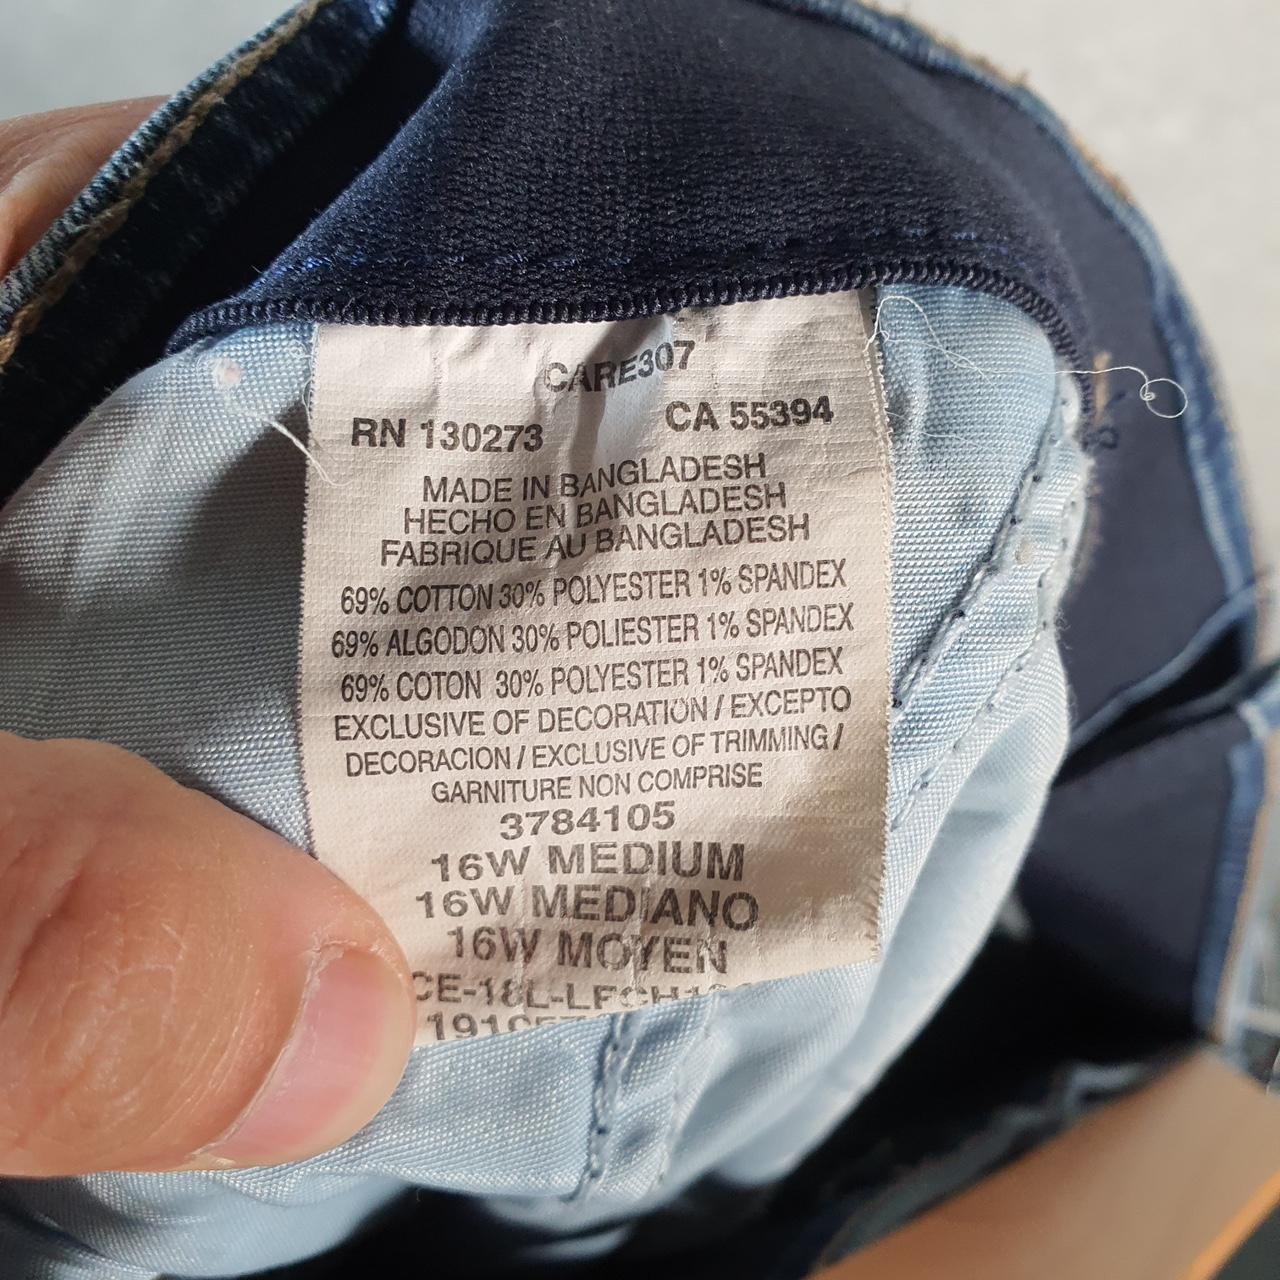 CARE307
RN 130273 CA 55394
MADE IN BANGLADESH
HECHO EN BANGLADESH
FABRIQUE AU BANGLADESH
69% COTTON 30% POLYESTER 1% SPANDEX
69% ALGODON 30% POLIESTER 1% SPANDEX
69% COTON 30% POLYESTER 1% SPANDEX
EXCLUSIVE OF DECORATION / EXCEPTO
DECORACION / EXCLUSIVE OF TRIMMING /
GARNITURE NON COMPRISE
3784105
16W MEDIUM
16W MEDIANO
16W MOYEN